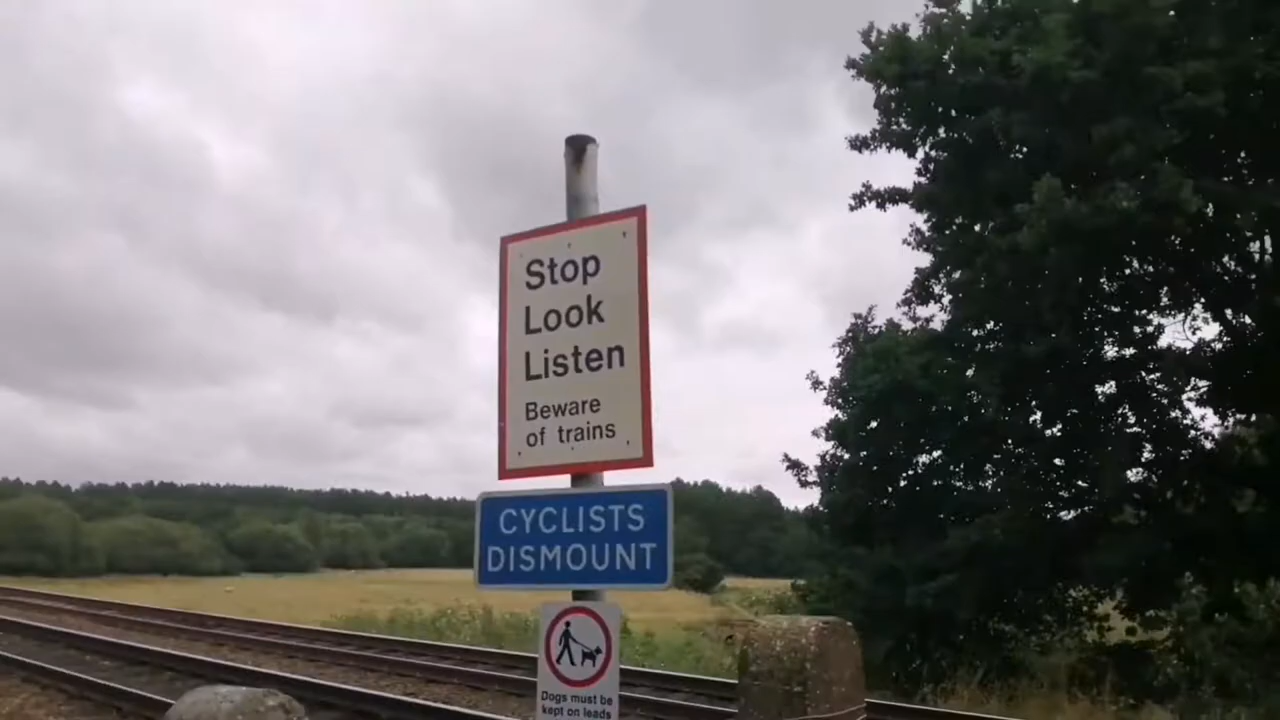 Stop
Look
Listen
Beware
of trains
CYCLISTS
DISMOUNT
Dogs must be
kept on leads